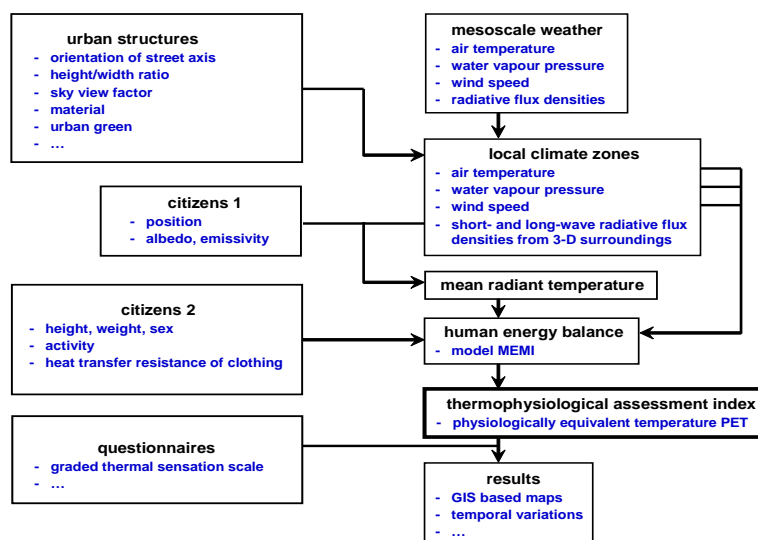 urban structures
- orientation of street axis
- height/width ratio
- sky view factor
- material
- urban green
- …
mesoscale weather
- air temperature
- water vapour pressure
- wind speed
- radiative flux densities
local climate zones
- air temperature
- water vapour pressure
- wind speed
- short- and long-wave radiative flux
densities from 3-D surroundings
citizens 1
- position
- albedo, emissivity
mean radiant temperature
citizens 2
- height, weight, sex
- activity
- heat transfer resistance of clothing
human energy balance
- model MEMI
thermophysiological assessment index
- physiologically equivalent temperature PET
questionnaires
- graded thermal sensation scale
- …
results
- GIS based maps
- temporal variations
- …